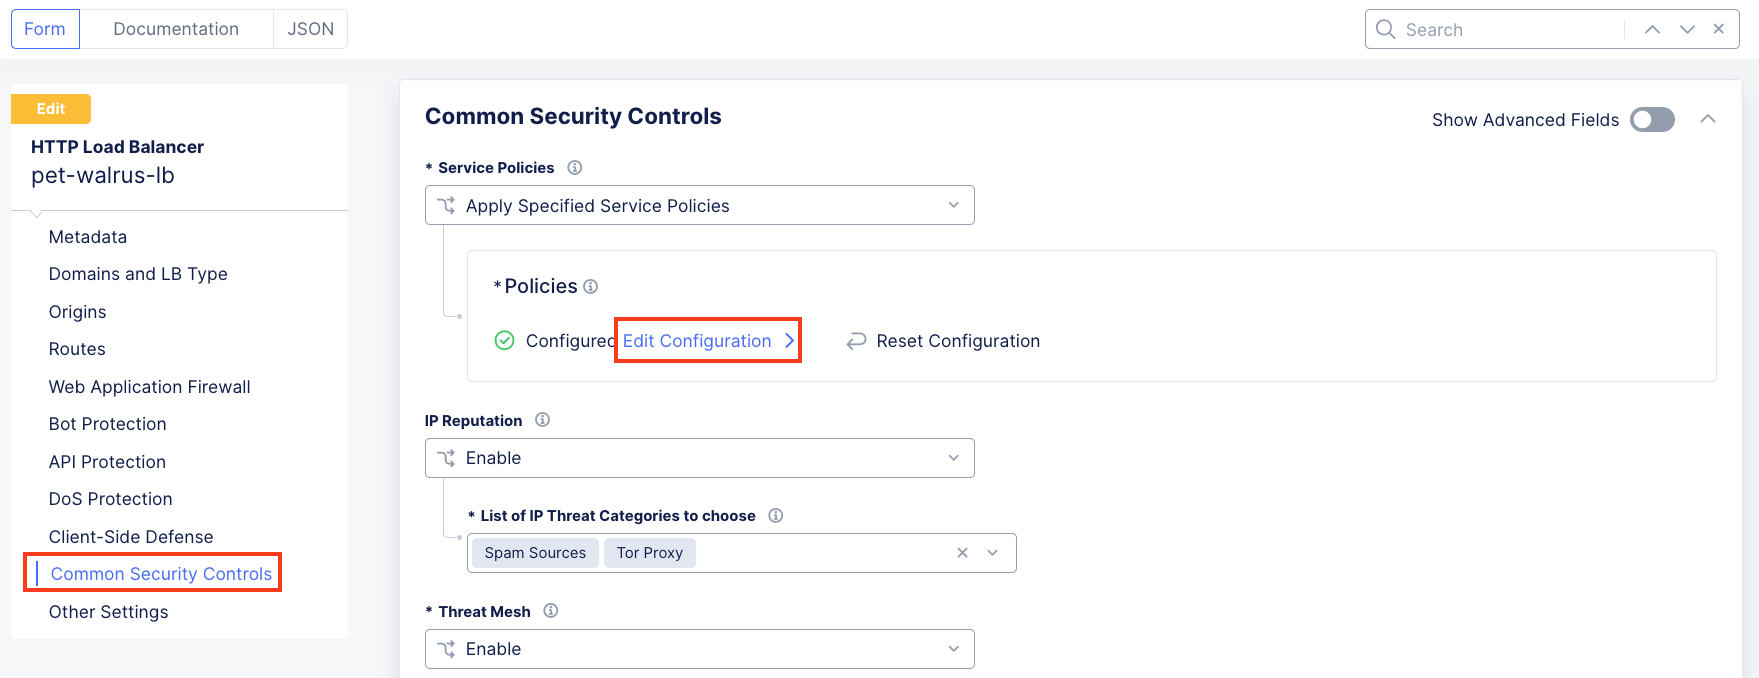 Form Documentation JSON
Search
Edit
HTTP Load Balancer
pet-walrus-lb
Metadata
Domains and LB Type
Origins
Routes
Web Application Firewall
Bot Protection
API Protection
DoS Protection
Client-Side Defense
Common Security Controls
Other Settings
Common Security Controls
Show Advanced Fields
* Service Policies
Apply Specified Service Policies
*Policies
Configured Edit Configuration Reset Configuration
IP Reputation
Enable
* List of IP Threat Categories to choose
Spam Sources Tor Proxy
* Threat Mesh
Enable